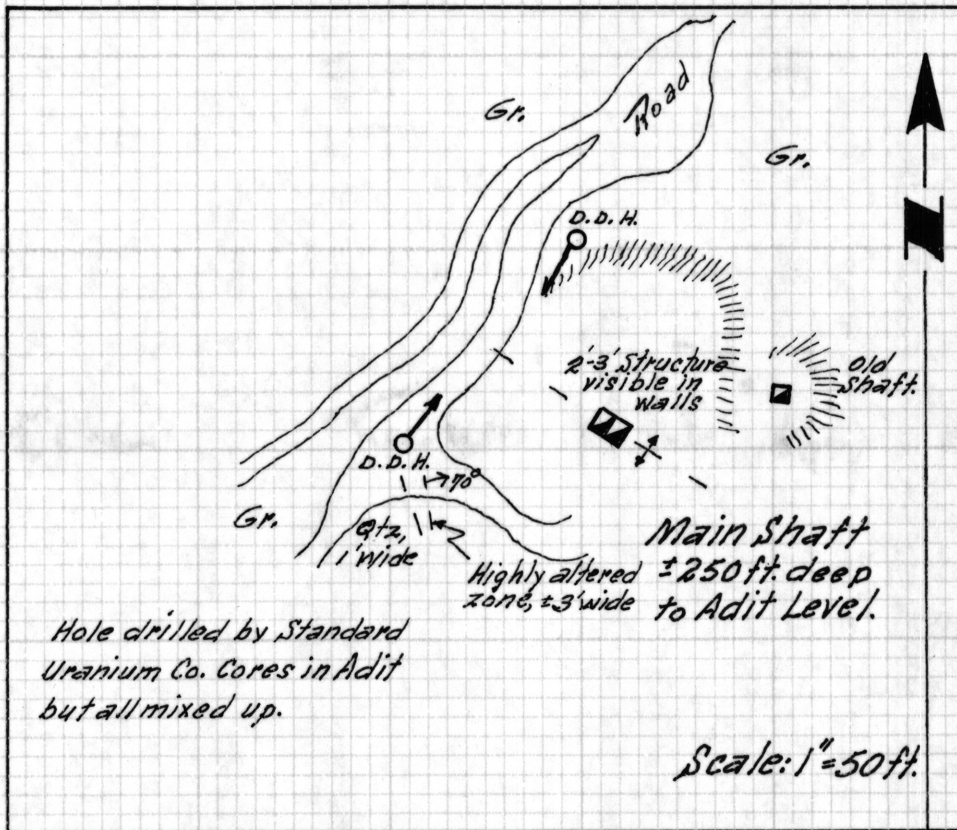 Gr.
Road
Gr.
D. D. H.
N
2'-3' Structure
visible in
walls
Old
Shaft.
D. D. H.
70°
Gr.
Qtz,
1' Wide
Highly altered
zone, ±3' wide
Main Shaft
±250 ft. deep
to Adit Level.
Hole drilled by Standard
Uranium Co. Cores in Adit
but all mixed up.
Scale: 1"=50 ft.